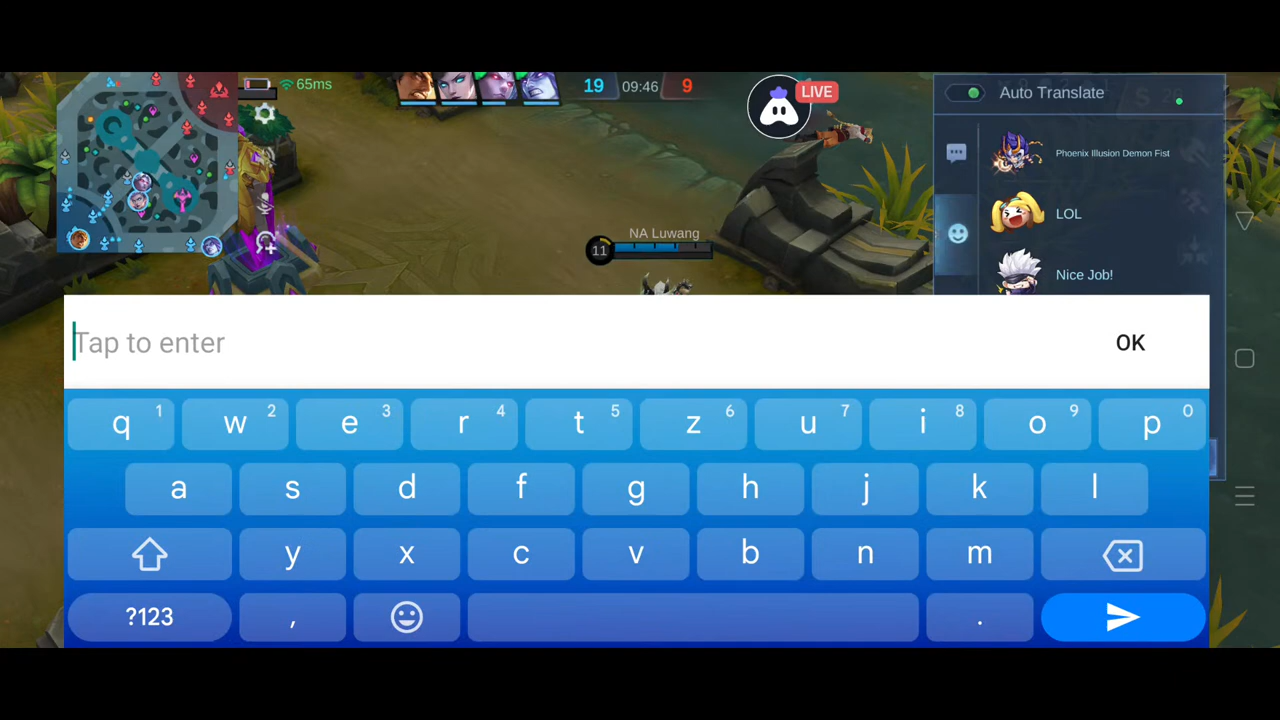 65ms
19 09:46 9
LIVE
Auto Translate
Phoenix Illusion Demon Fist
LOL
Nice Job!
NA Luwang
11
Tap to enter
OK
q 1 w 2 e 3 r 4 t 5 z 6 u 7 i 8 o 9 p 0
a s d f g h j k l
y x c v b n m
?123 , .